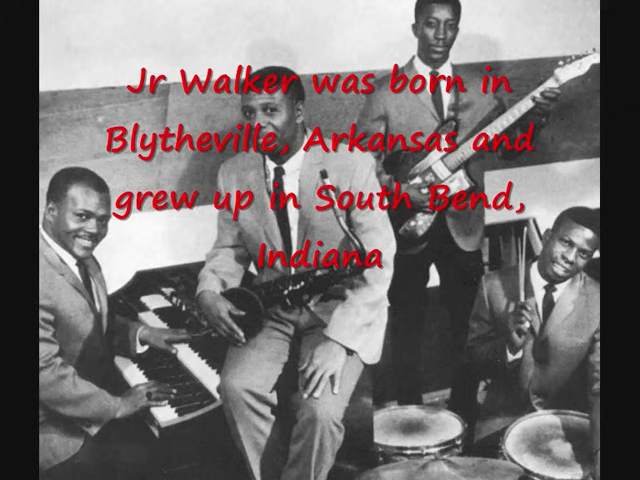 Jr Walker was born in
Blytheville, Arkansas and
grew up in South Bend,
Indiana